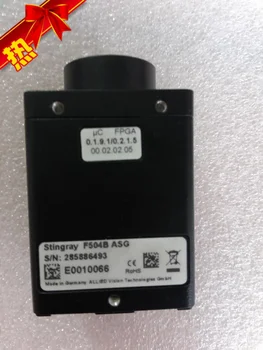 热
µC FPGA
0.1.9.1/0.2.1.5
00.02.02.05
Stingray F504B ASG
S/N: 285886493
E0010066
CE
RoHS
Made in Germany ALLIED Vision Technologies GmbH